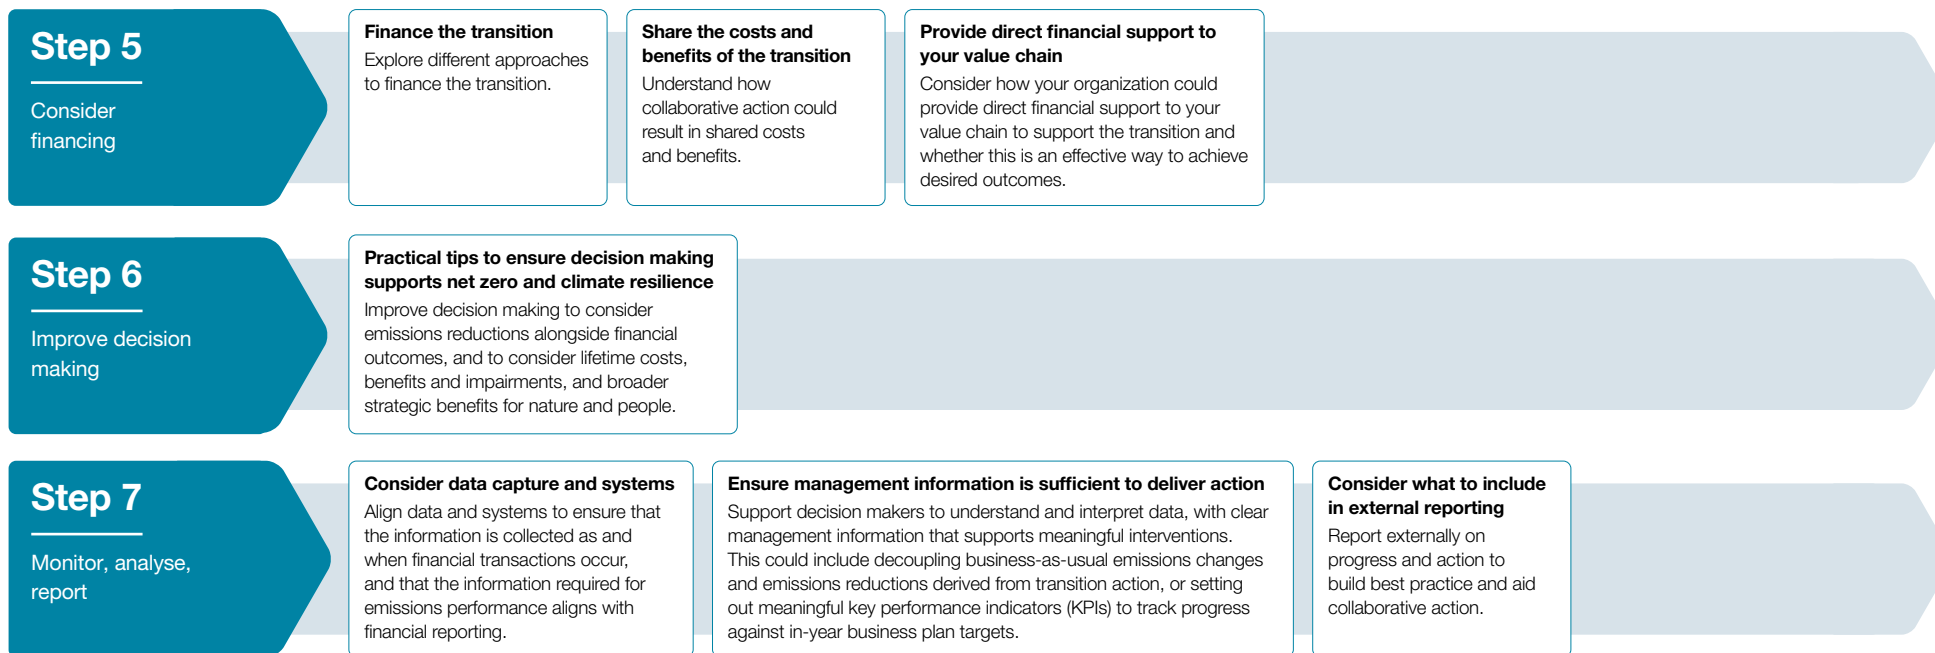 Step 5
Consider
financing
Finance the transition
Explore different approaches
to finance the transition.
Share the costs and
benefits of the transition
Understand how
collaborative action could
result in shared costs
and benefits.
Provide direct financial support to
your value chain
Consider how your organization could
provide direct financial support to your
value chain to support the transition and
whether this is an effective way to achieve
desired outcomes.
Step 6
Improve decision
making
Practical tips to ensure decision making
supports net zero and climate resilience
Improve decision making to consider
emissions reductions alongside financial
outcomes, and to consider lifetime costs,
benefits and impairments, and broader
strategic benefits for nature and people.
Step 7
Monitor, analyse,
report
Consider data capture and systems
Align data and systems to ensure that
the information is collected as and
when financial transactions occur,
and that the information required for
emissions performance aligns with
financial reporting.
Ensure management information is sufficient to deliver action
Support decision makers to understand and interpret data, with clear
management information that supports meaningful interventions.
This could include decoupling business-as-usual emissions changes
and emissions reductions derived from transition action, or setting
out meaningful key performance indicators (KPIs) to track progress
against in-year business plan targets.
Consider what to include
in external reporting
Report externally on
progress and action to
build best practice and aid
collaborative action.